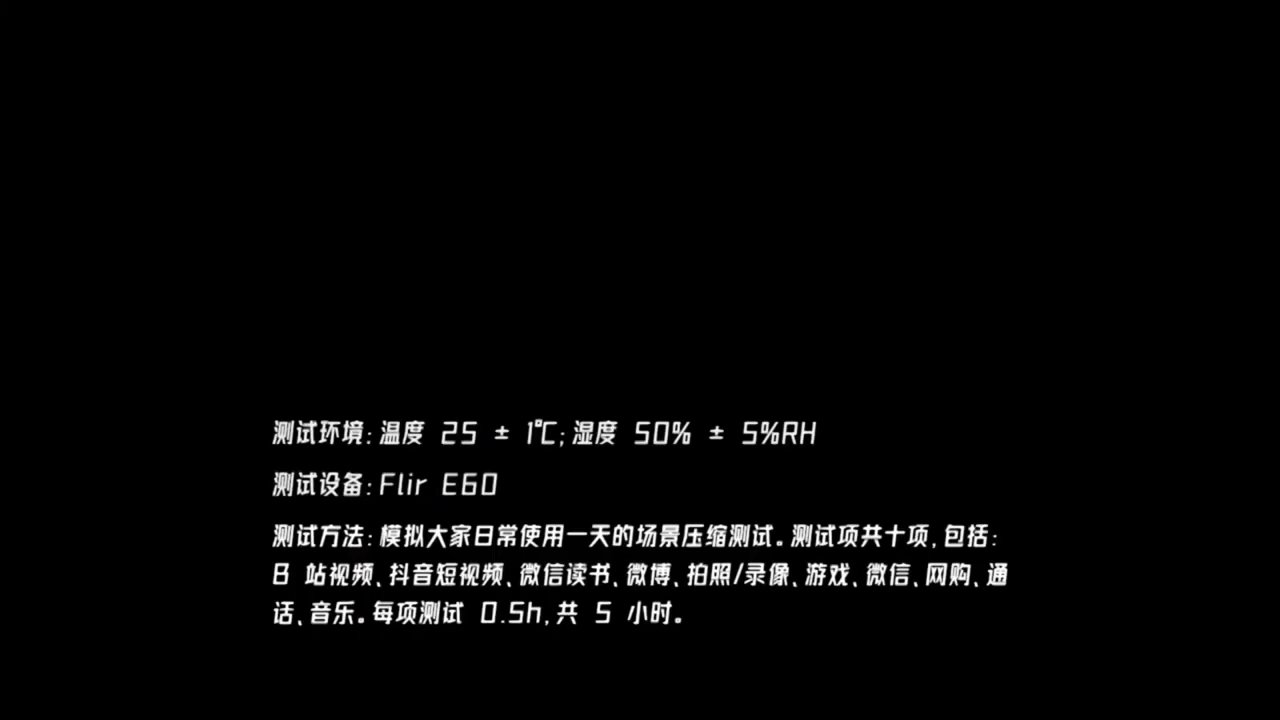 测试环境:温度 25 ± 1℃;湿度 50% ± 5%RH
测试设备:Flir E60
测试方法:模拟大家日常使用一天的场景压缩测试。测试项共十项,包括:
B 站视频、抖音短视频、微信读书、微博、拍照/录像、游戏、微信、网购、通
话、音乐。每项测试 0.5h,共 5 小时。